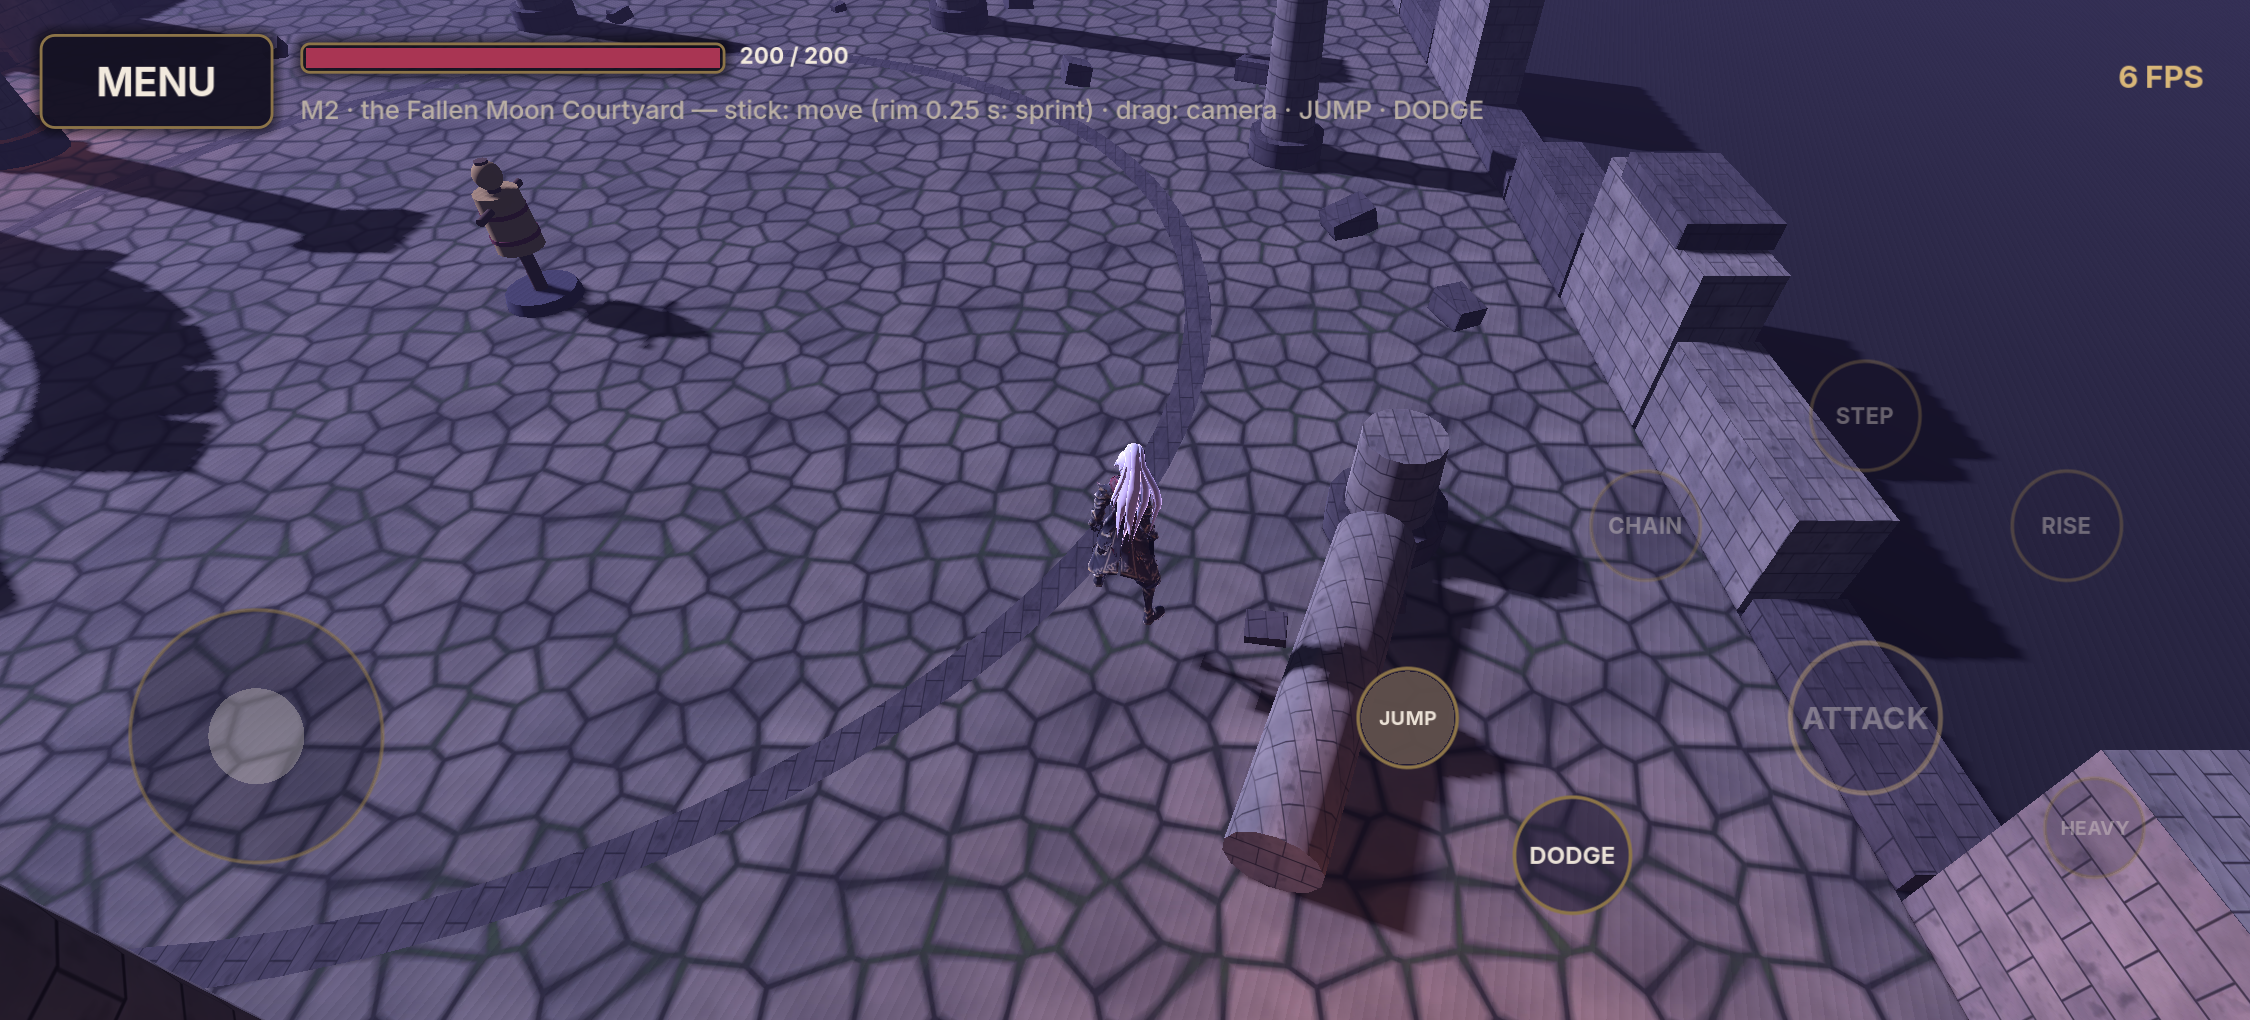 MENU
200 / 200
6 FPS
M2 · the Fallen Moon Courtyard — stick: move (rim 0.25 s: sprint) · drag: camera · JUMP · DODGE
STEP
CHAIN
RISE
JUMP
ATTACK
HEAVY
DODGE